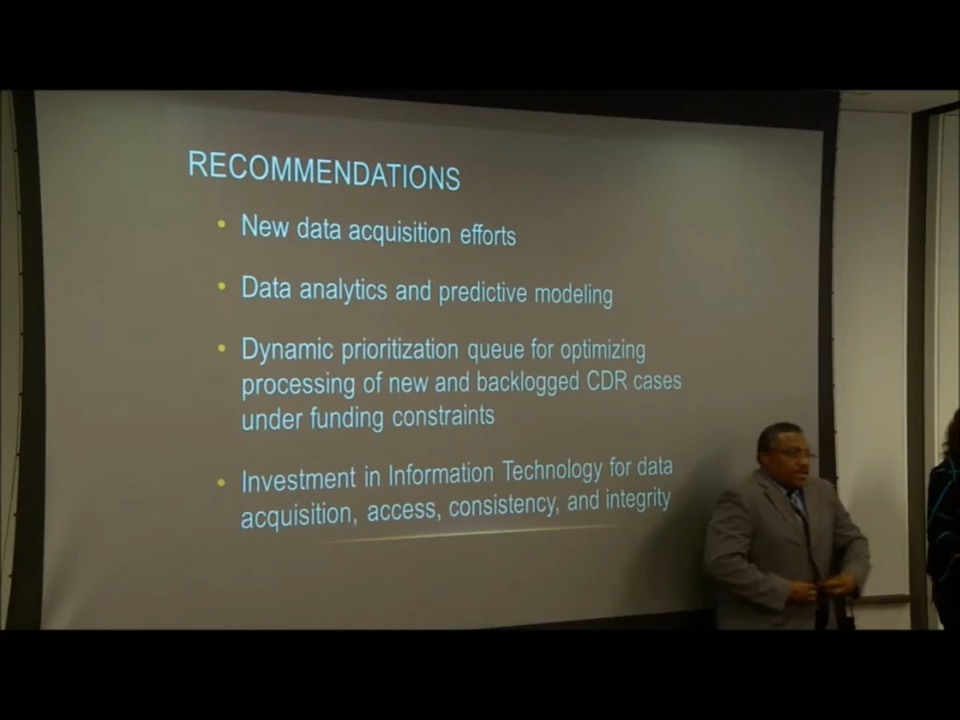 RECOMMENDATIONS
• New data acquisition efforts
• Data analytics and predictive modeling
• Dynamic prioritization queue for optimizing
processing of new and backlogged CDR cases
under funding constraints
• Investment in Information Technology for data
acquisition, access, consistency, and integrity